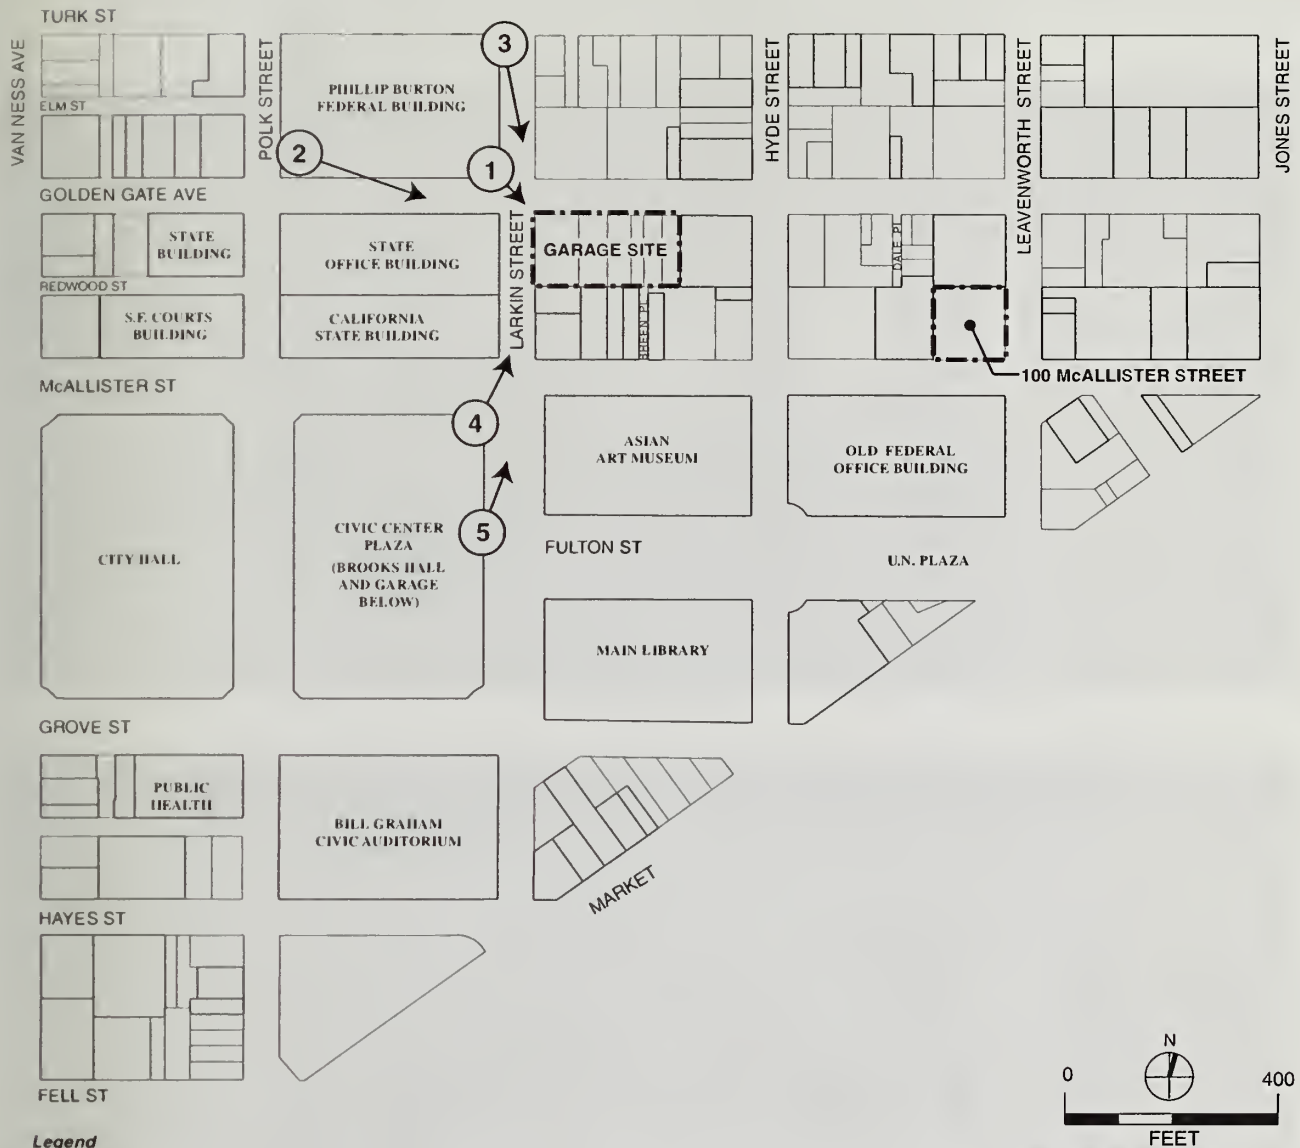 TURK ST
VAN NESS AVE
POLK STREET
3
HYDE STREET
LEAVENWORTH STREET
JONES STREET
PHILLIP BURTON
FEDERAL BUILDING
ELM ST
2
1
GOLDEN GATE AVE
STATE
BUILDING
STATE
OFFICE BUILDING
LARKIN STREET
GARAGE SITE
DALE PL
REDWOOD ST
S.F. COURTS
BUILDING
CALIFORNIA
STATE BUILDING
BREEN PL
100 McALLISTER STREET
McALLISTER ST
4
ASIAN
ART MUSEUM
OLD FEDERAL
OFFICE BUILDING
CITY HALL
CIVIC CENTER
PLAZA
(BROOKS HALL
AND GARAGE
BELOW)
5
FULTON ST
U.N. PLAZA
MAIN LIBRARY
GROVE ST
PUBLIC
HEALTH
BILL GRAHAM
CIVIC AUDITORIUM
MARKET
HAYES ST
FELL ST
N
0
400
FEET
Legend